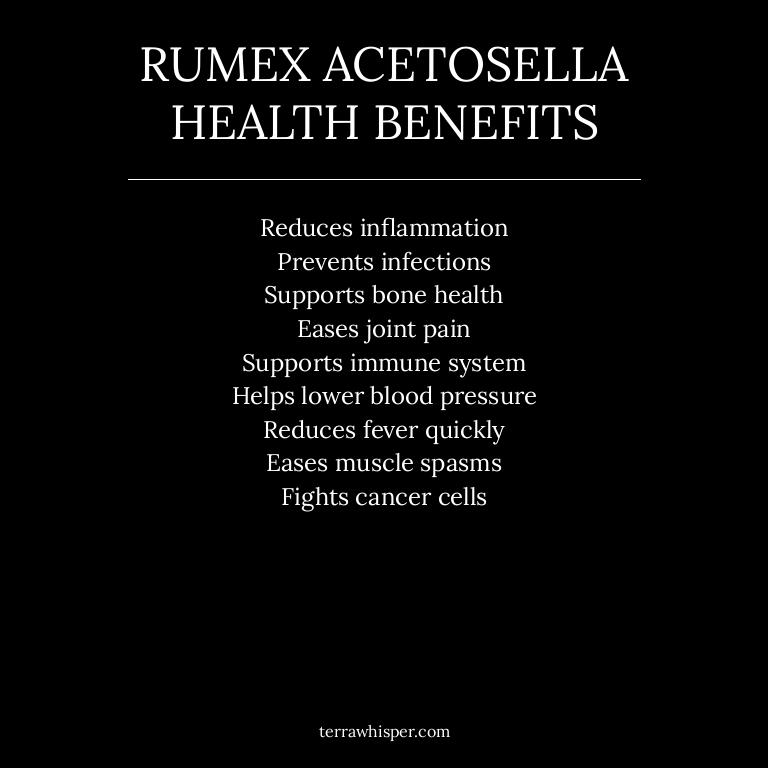 RUMEX ACETOSELLA
HEALTH BENEFITS
Reduces inflammation
Prevents infections
Supports bone health
Eases joint pain
Supports immune system
Helps lower blood pressure
Reduces fever quickly
Eases muscle spasms
Fights cancer cells
terrawhisper.com